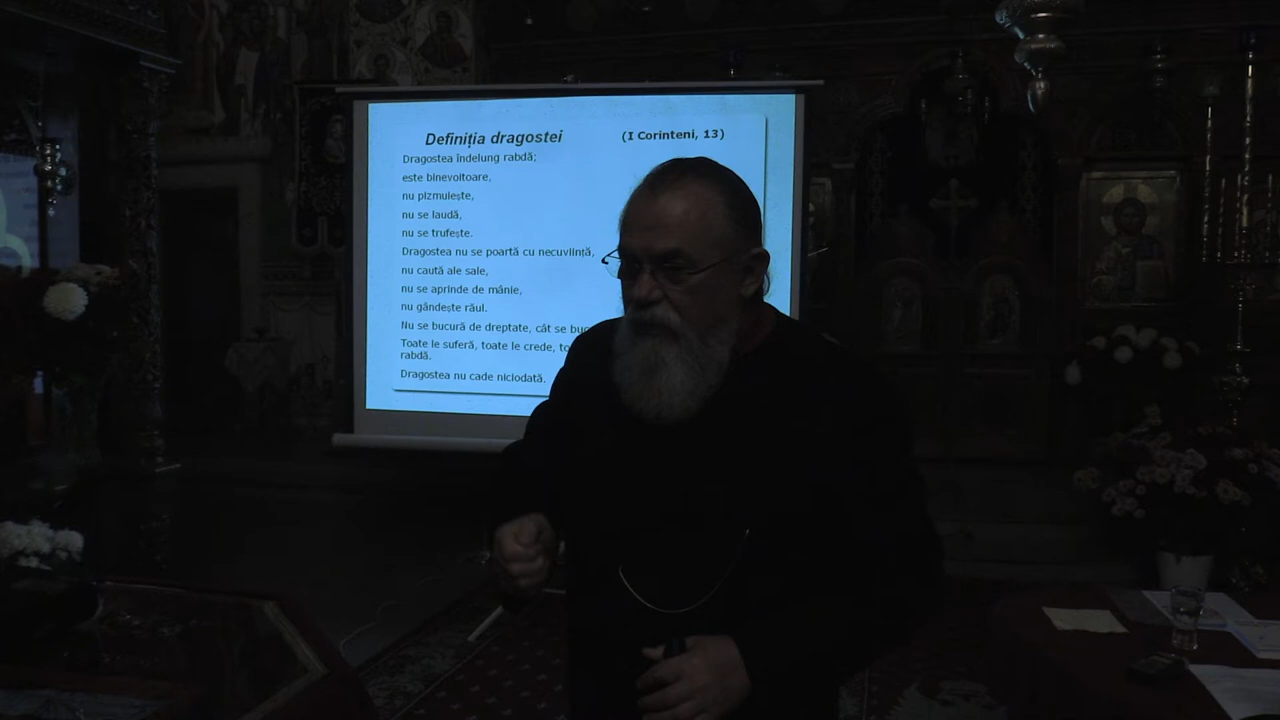 Definiția dragostei (I Corinteni, 13)
Dragostea îndelung rabdă;
este binevoitoare,
nu pizmuiește,
nu se laudă,
nu se trufește.
Dragostea nu se poartă cu necuviință,
nu caută ale sale,
nu se aprinde de mânie,
nu gândește răul.
Nu se bucură de dreptate, cât se buc
Toate le suferă, toate le crede, to
rabdă.
Dragostea nu cade niciodată.